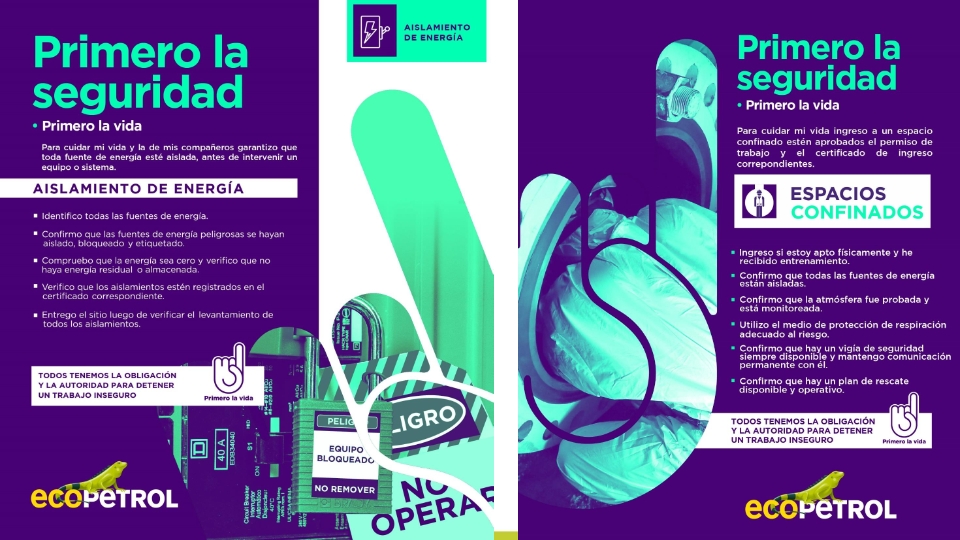 Primero la
seguridad
• Primero la vida
Para cuidar mi vida y la de mis compañeros garantizo que
toda fuente de energía esté aislada, antes de intervenir un
equipo o sistema.
AISLAMIENTO DE ENERGÍA
Identifico todas las fuentes de energía.
Confirmo que las fuentes de energía peligrosas se hayan
aislado, bloqueado y etiquetado.
Compruebo que la energía sea cero y verifico que no
haya energía residual o almacenada.
Verifico que los aislamientos estén registrados en el
certificado correspondiente.
Entrego el sitio luego de verificar el levantamiento de
todos los aislamientos.
TODOS TENEMOS LA OBLIGACIÓN
Y LA AUTORIDAD PARA DETENER
UN TRABAJO INSEGURO
Primero la vida
ecopetrol
AISLAMIENTO
DE ENERGÍA
40 A
EDB34040
PELIGRO
EQUIPO
BLOQUEADO
NO REMOVER
LIGRO
NO
OPERAR
Primero la
seguridad
• Primero la vida
Para cuidar mi vida ingreso a un espacio
confinado estén aprobados el permiso de
trabajo y el certificado de ingreso
correpondientes.
ESPACIOS
CONFINADOS
Ingreso si estoy apto físicamente y he
recibido entrenamiento.
Confirmo que todas las fuentes de energía
están aisladas.
Confirmo que la atmósfera fue probada y
está monitoreada.
Utilizo el medio de protección de respiración
adecuado al riesgo.
Confirmo que hay un vigía de seguridad
siempre disponible y mantengo comunicación
permanente con él.
Confirmo que hay un plan de rescate
disponible y operativo.
TODOS TENEMOS LA OBLIGACIÓN
Y LA AUTORIDAD PARA DETENER
UN TRABAJO INSEGURO
Primero la vida
ecopetrol